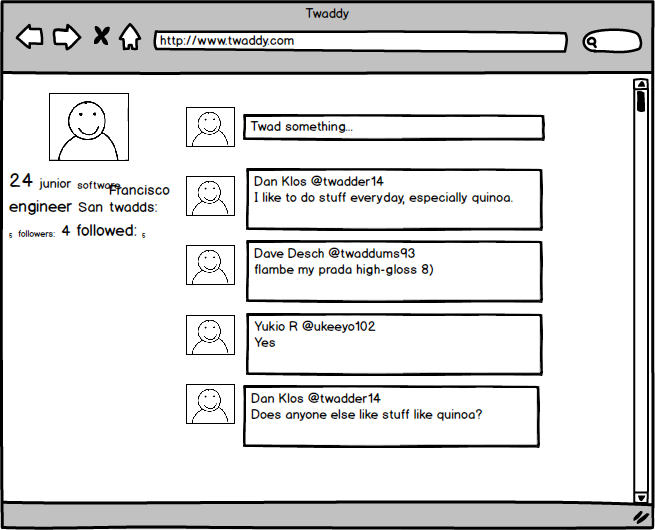 Twaddy
http://www.twaddy.com
24 junior software
Francisco
engineer San twadds:
5 followers: 4 followed: 5
Twad something...
Dan Klos @twadder14
I like to do stuff everyday, especially quinoa.
Dave Desch @twaddums93
flambe my prada high-gloss 8)
Yukio R @ukeeyo102
Yes
Dan Klos @twadder14
Does anyone else like stuff like quinoa?